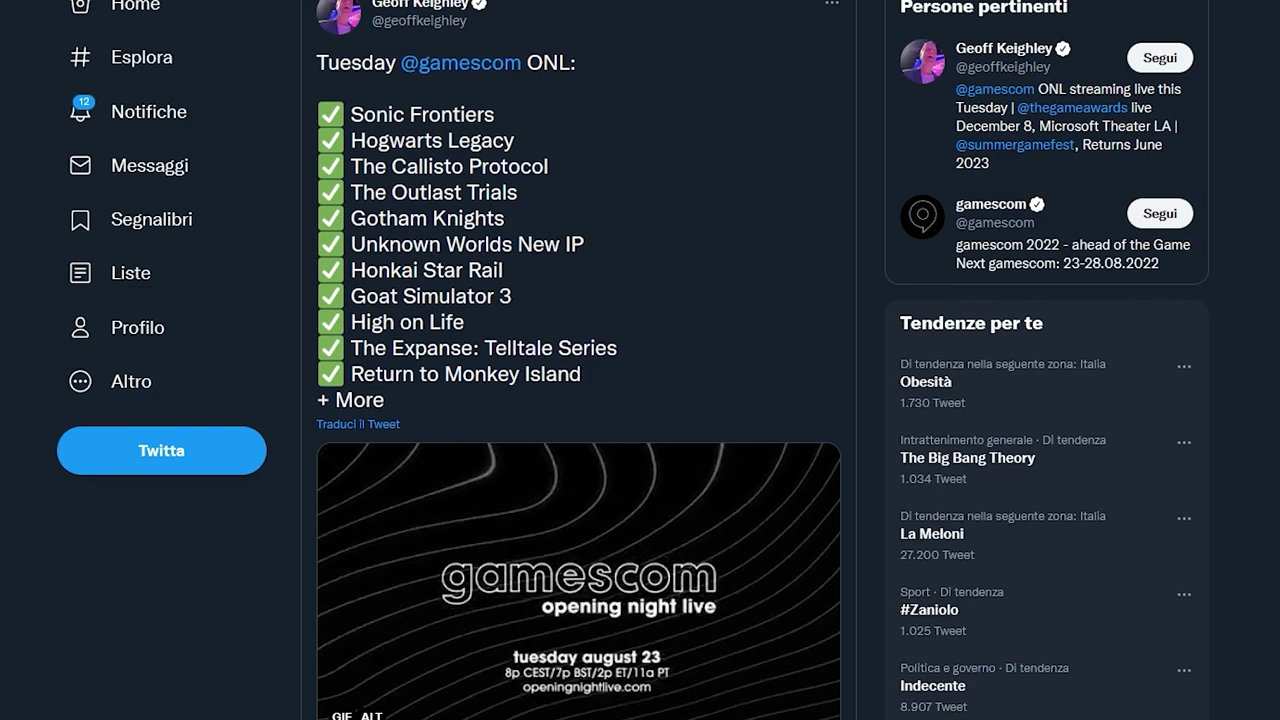 Home
Esplora
12
Notifiche
Messaggi
Segnalibri
Liste
Profilo
Altro
Twitta
Geoff Keighley
@geoffkeighley
Tuesday @gamescom ONL:
✅ Sonic Frontiers
✅ Hogwarts Legacy
✅ The Callisto Protocol
✅ The Outlast Trials
✅ Gotham Knights
✅ Unknown Worlds New IP
✅ Honkai Star Rail
✅ Goat Simulator 3
✅ High on Life
✅ The Expanse: Telltale Series
✅ Return to Monkey Island
+ More
Traduci il Tweet
gamescom
opening night live
tuesday august 23
8p CEST/7p BST/2p ET/11a PT
openingnightlive.com
GIF ALT
Persone pertinenti
Geoff Keighley
@geoffkeighley
Segui
@gamescom ONL streaming live this
Tuesday | @thegameawards live
December 8, Microsoft Theater LA |
@summergamefest, Returns June
2023
gamescom
@gamescom
Segui
gamescom 2022 - ahead of the Game
Next gamescom: 23-28.08.2022
Tendenze per te
Di tendenza nella seguente zona: Italia
Obesità
1.730 Tweet
Intrattenimento generale · Di tendenza
The Big Bang Theory
1.034 Tweet
Di tendenza nella seguente zona: Italia
La Meloni
27.200 Tweet
Sport · Di tendenza
#Zaniolo
1.025 Tweet
Politica e governo · Di tendenza
Indecente
8.907 Tweet